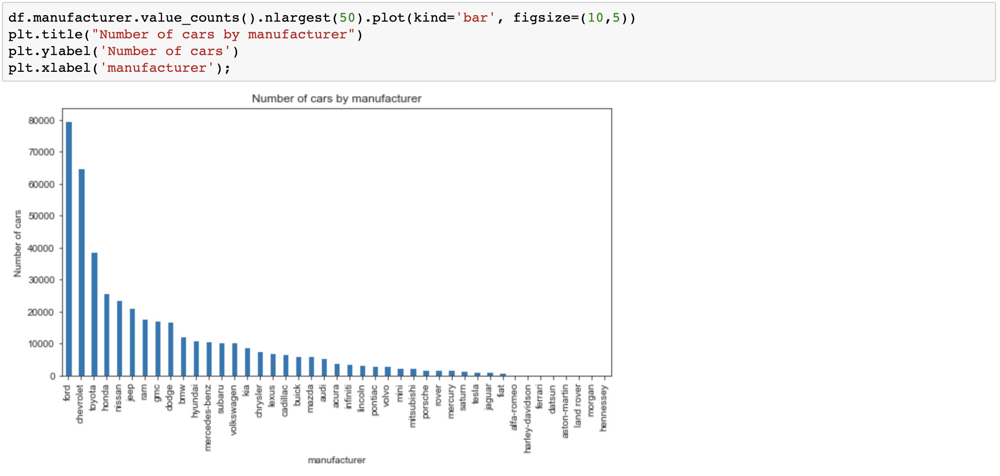 df.manufacturer.value_counts().nlargest(50).plot(kind='bar', figsize=(10,5))
plt.title("Number of cars by manufacturer")
plt.ylabel('Number of cars')
plt.xlabel('manufacturer');
Number of cars by manufacturer
80000
70000
60000
50000
40000
30000
20000
10000
0
Number of cars
ford
chevrolet
toyota
honda
nissan
jeep
ram
gmc
dodge
bmw
hyundai
mercedes-benz
subaru
volkswagen
kia
chrysler
lexus
cadillac
buick
mazda
audi
acura
infiniti
lincoln
pontiac
volvo
mini
mitsubishi
porsche
rover
mercury
saturn
tesla
jaguar
fiat
alfa-romeo
harley-davidson
ferrari
datsun
aston-martin
land rover
morgan
hennessey
manufacturer